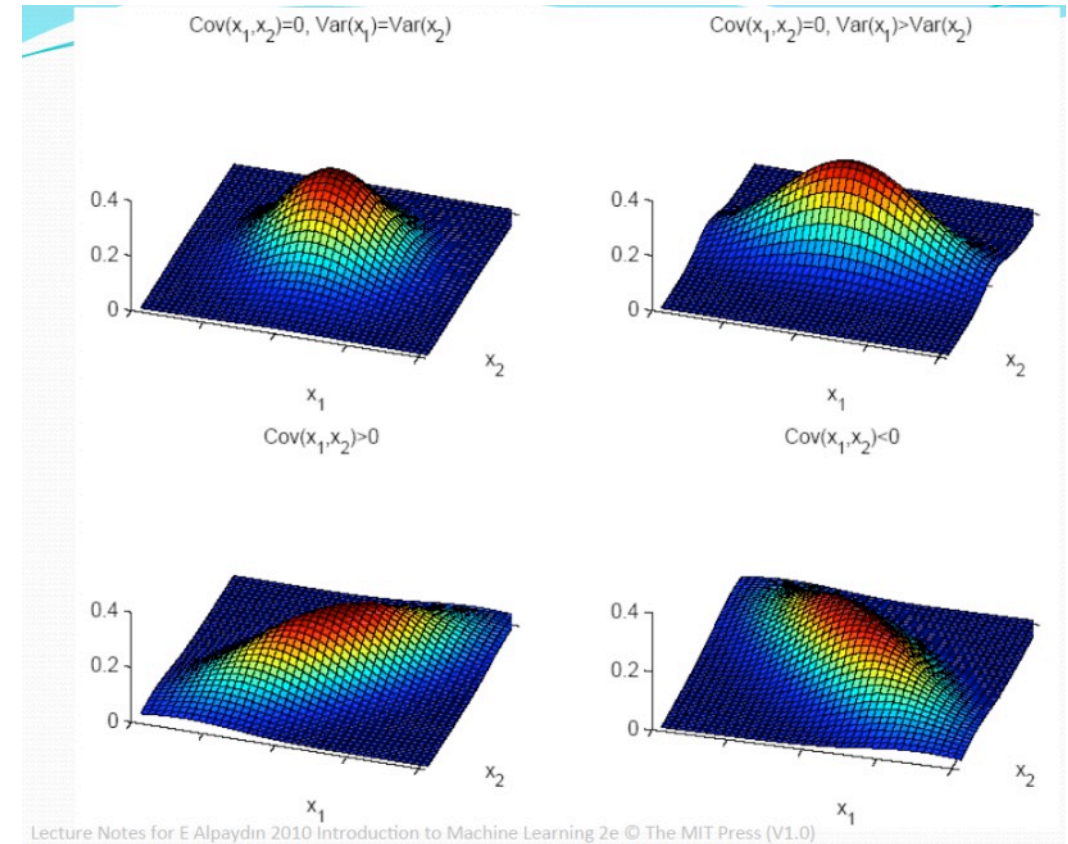 Cov(x₁,x₂)=0, Var(x₁)=Var(x₂)
Cov(x₁,x₂)=0, Var(x₁)>Var(x₂)
0.4
0.2
0
x₁
x₂
0.4
0.2
0
x₁
x₂
Cov(x₁,x₂)>0
Cov(x₁,x₂)<0
0.4
0.2
0
x₁
x₂
0.4
0.2
0
x₁
x₂
Lecture Notes for E Alpaydın 2010 Introduction to Machine Learning 2e © The MIT Press (V1.0)